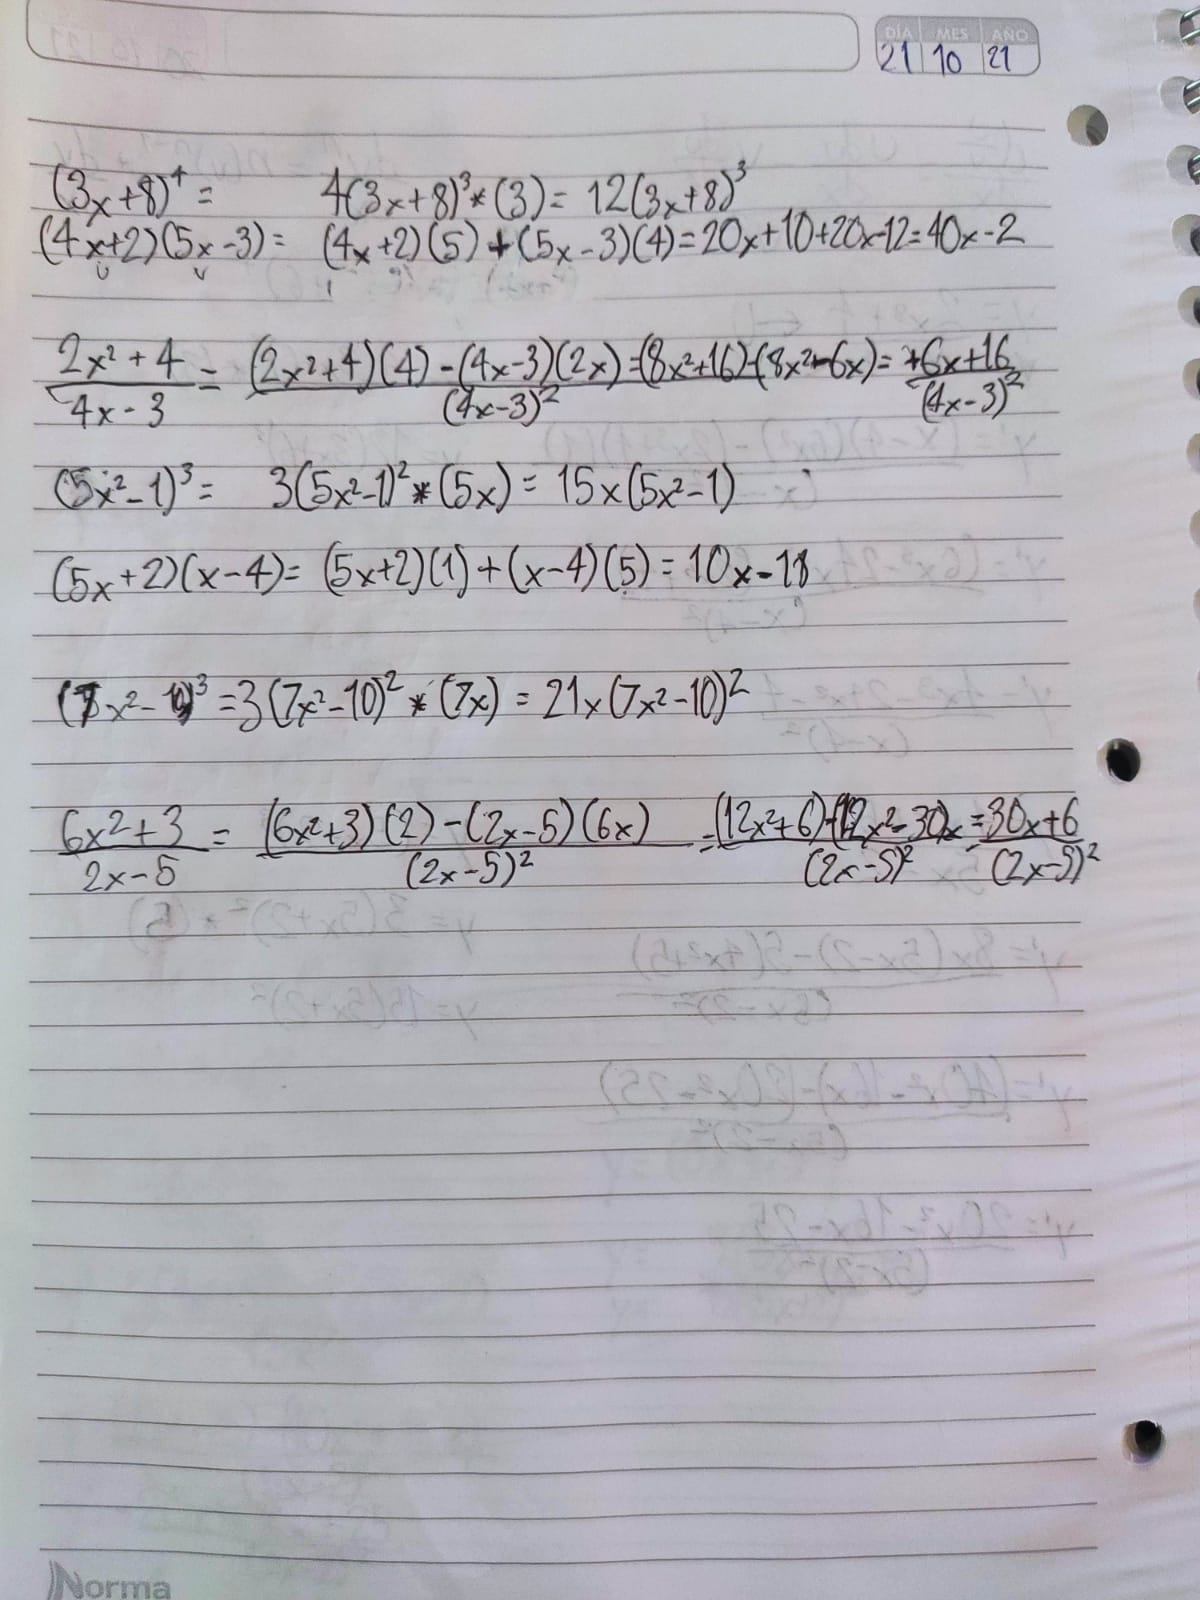 DÍA MES AÑO
21 10 21
(3x+8)⁴ = 4(3x+8)³*(3)= 12(3x+8)³
(4x+2)(5x-3)= (4x+2)(5)+(5x-3)(4)=20x+10+20x-12=40x-2
u v
2x²+4 = (2x²+4)(4)-(4x-3)(2x)=(8x²+16)-(8x²-6x)= +6x+16
4x-3 (4x-3)² (4x-3)²
(5x²-1)³= 3(5x²-1)²*(5x)= 15x(5x²-1)
(5x+2)(x-4)= (5x+2)(1)+(x-4)(5)=10x-18
(7x²-10)³=3(7x²-10)²*(7x)=21x(7x²-10)²
6x²+3 = (6x²+3)(2)-(2x-5)(6x) =(12x²+6)-(12x²-30)x=30x+6
2x-5 (2x-5)² (2x-5)² (2x-5)²
Norma